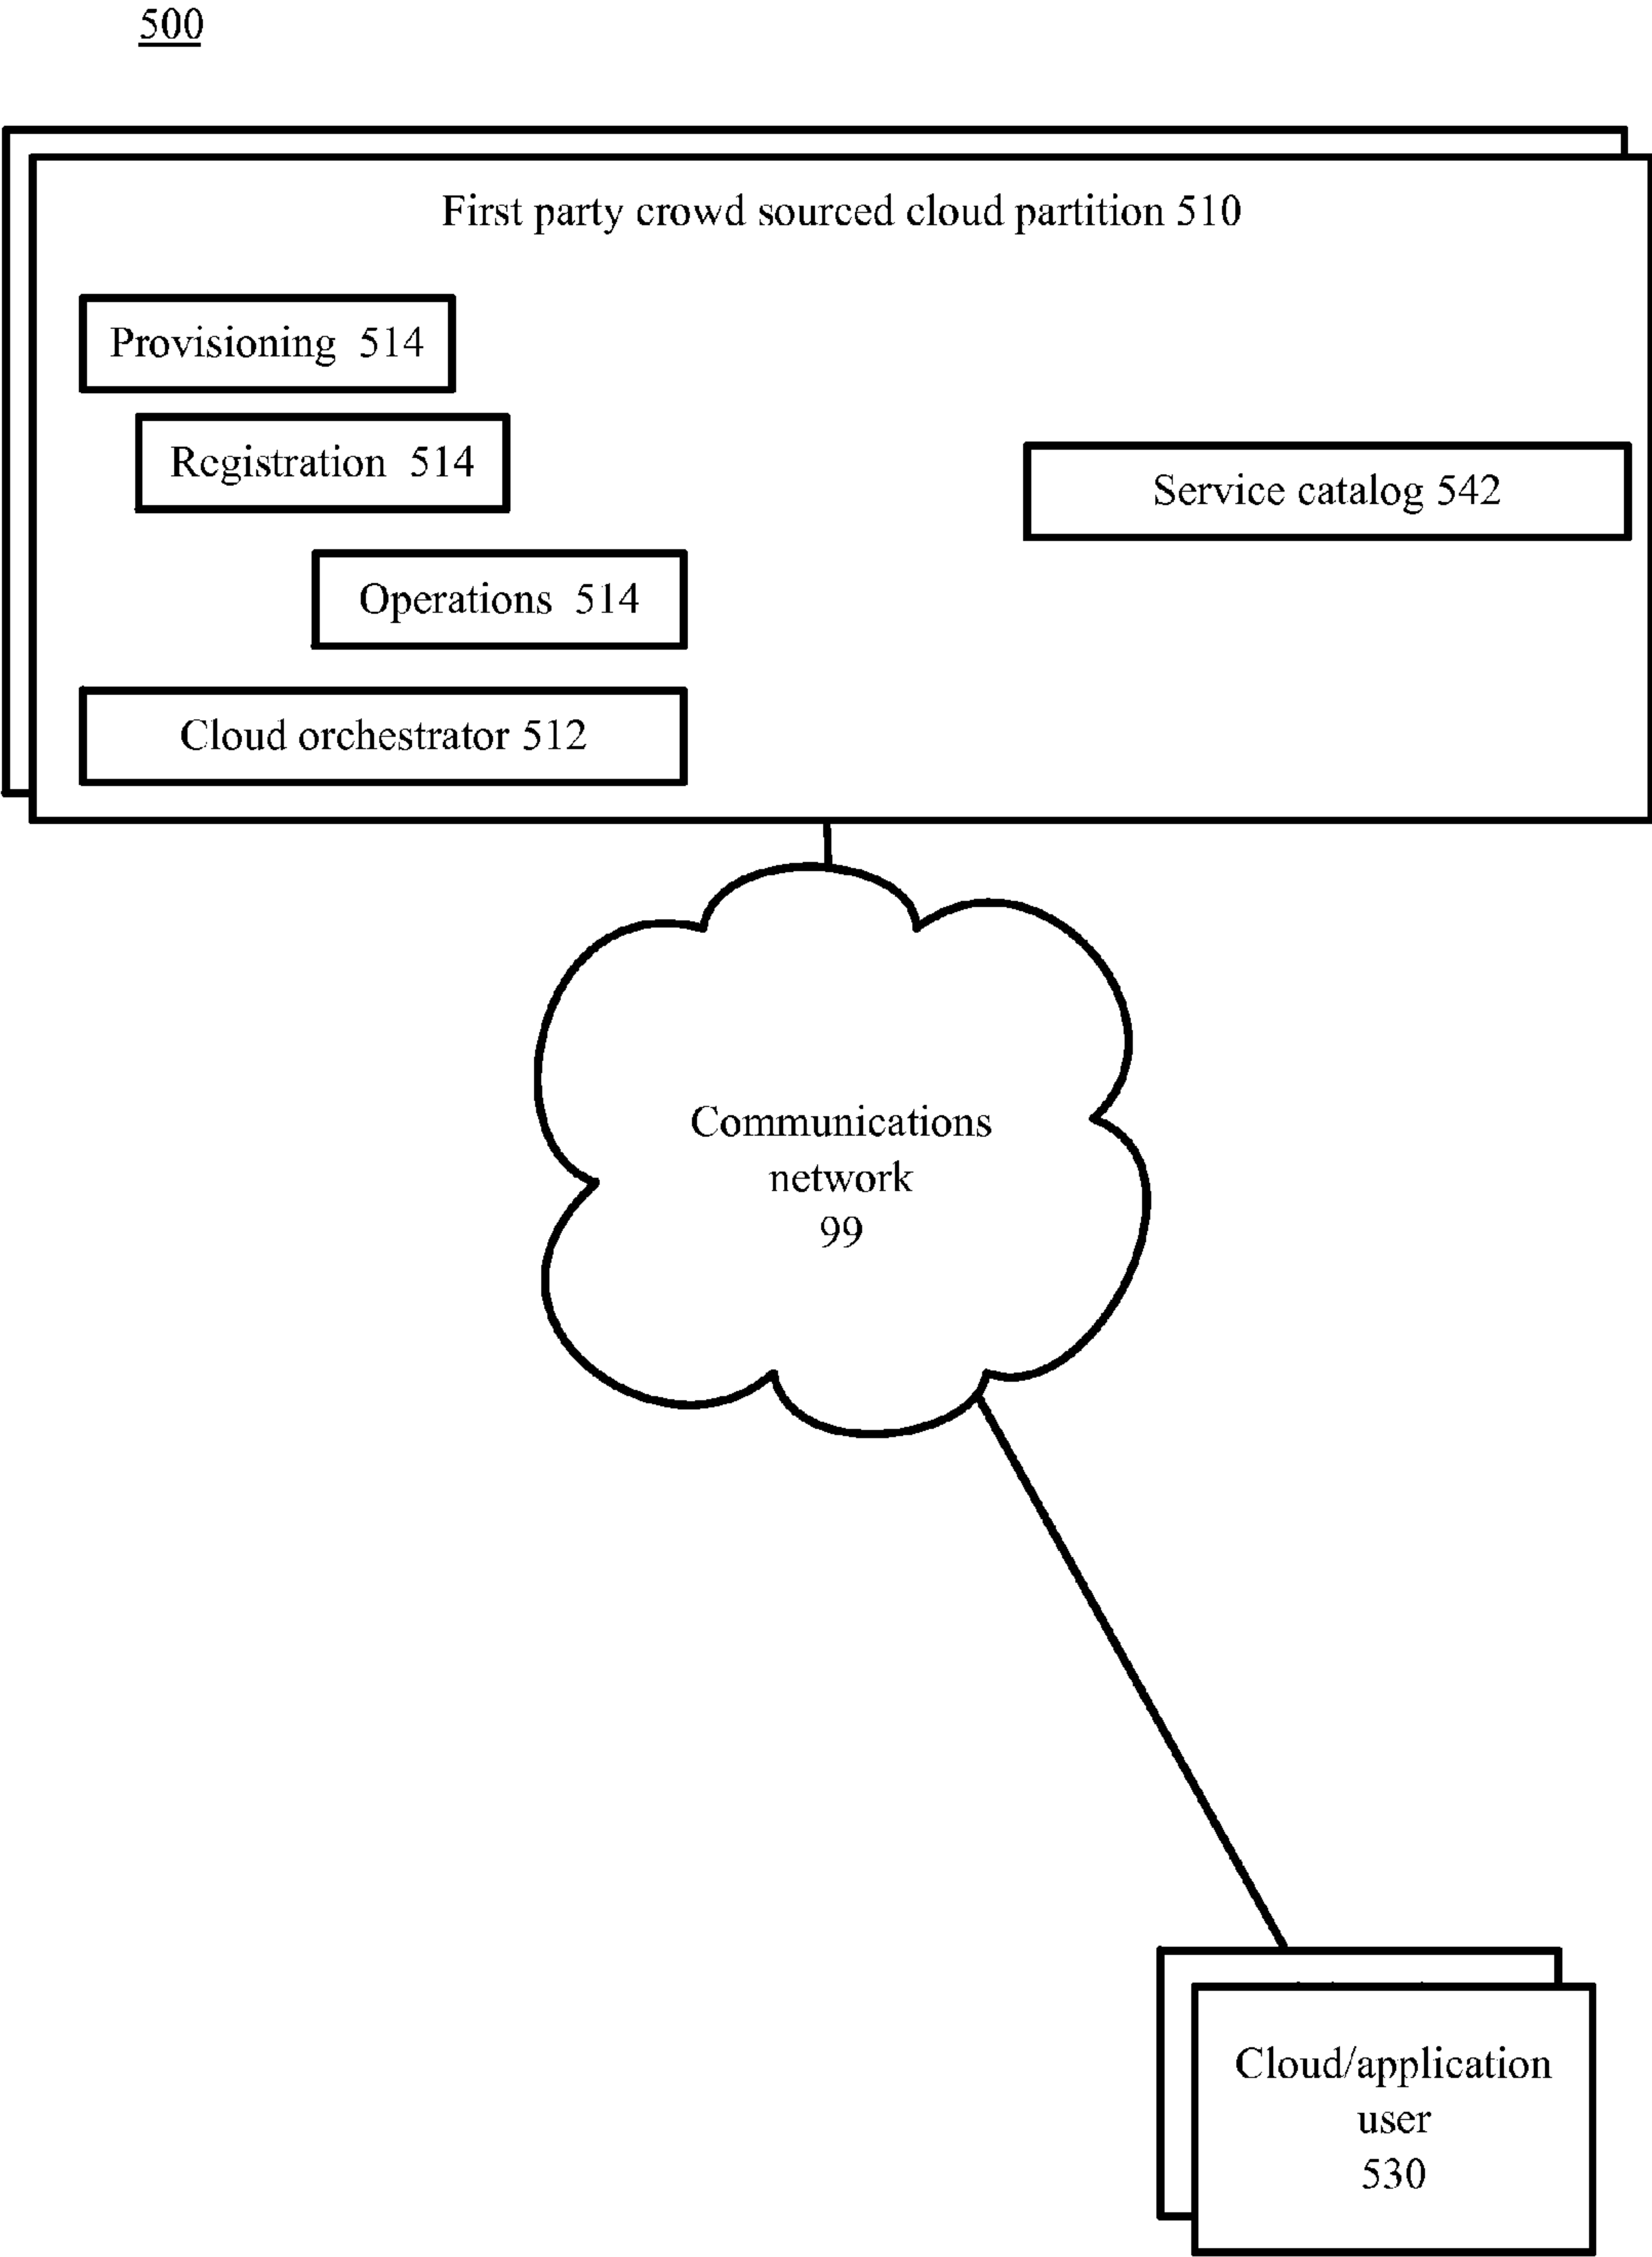 500
First party crowd sourced cloud partition 510
Provisioning 514
Registration 514
Service catalog 542
Operations 514
Cloud orchestrator 512
Communications
network
99
Cloud/application
user
530